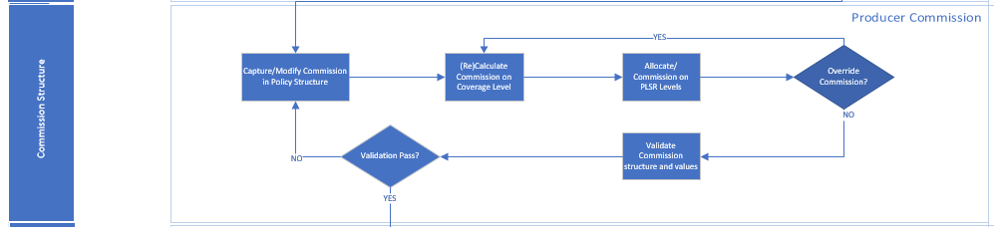 Producer Commission
Commission Structure
YES
Capture/Modify Commission
in Policy Structure
(Re)Calculate
Commission on
Coverage Level
Allocate/
Commission on
PLSR Levels
Override
Commission?
NO
Validate
Commission
structure and values
Validation Pass?
NO
YES